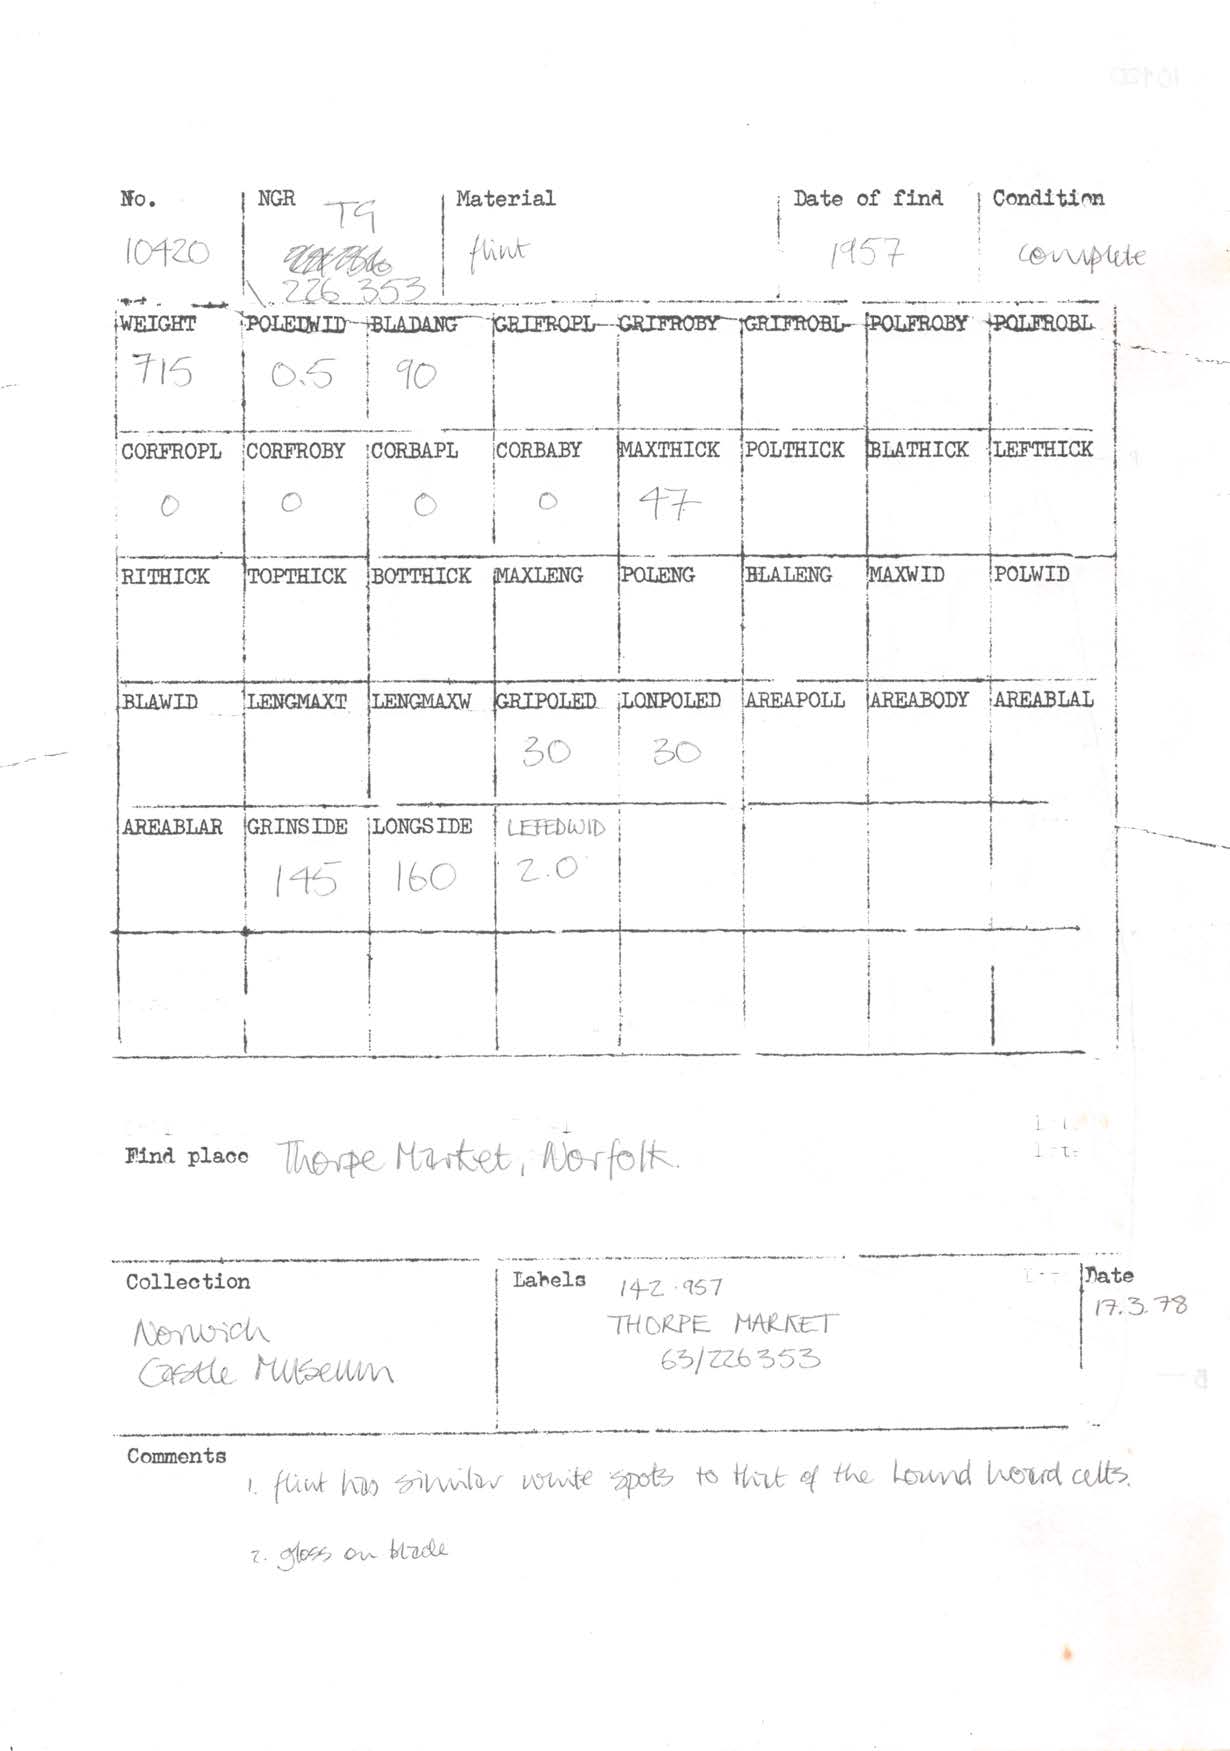 No. NGR Material Date of find Condition
10420 TG flint 1957 complete
226 353
WEIGHT POLEDWID BLADANG GRIFROPL GRIFROBY GRIFROBL POLFROBY POLFROBL
715 0.5 90
CORFROPL CORFROBY CORBAPL CORBABY MAXTHICK POLTHICK BLATHICK LEFTHICK
0 0 0 0 47
RITHICK TOPTHICK BOTTHICK MAXLENG POLENG BLALENG MAXWID POLWID
BLAWID LENGMAXT LENGMAXW GRIPOLED LONPOLED AREAPOLL AREABODY AREABLAL
30 30
AREABLAR GRINSIDE LONGSIDE LEFEDWID
145 160 2.0
Find place Thorpe Market, Norfolk.
Collection Labels 142.957 Date
Norwich THORPE MARKET 17.3.78
Castle Museum 63/226353
Comments
1. flint has similar white spots to that of the Lound hoard celts.
2. gloss on blade